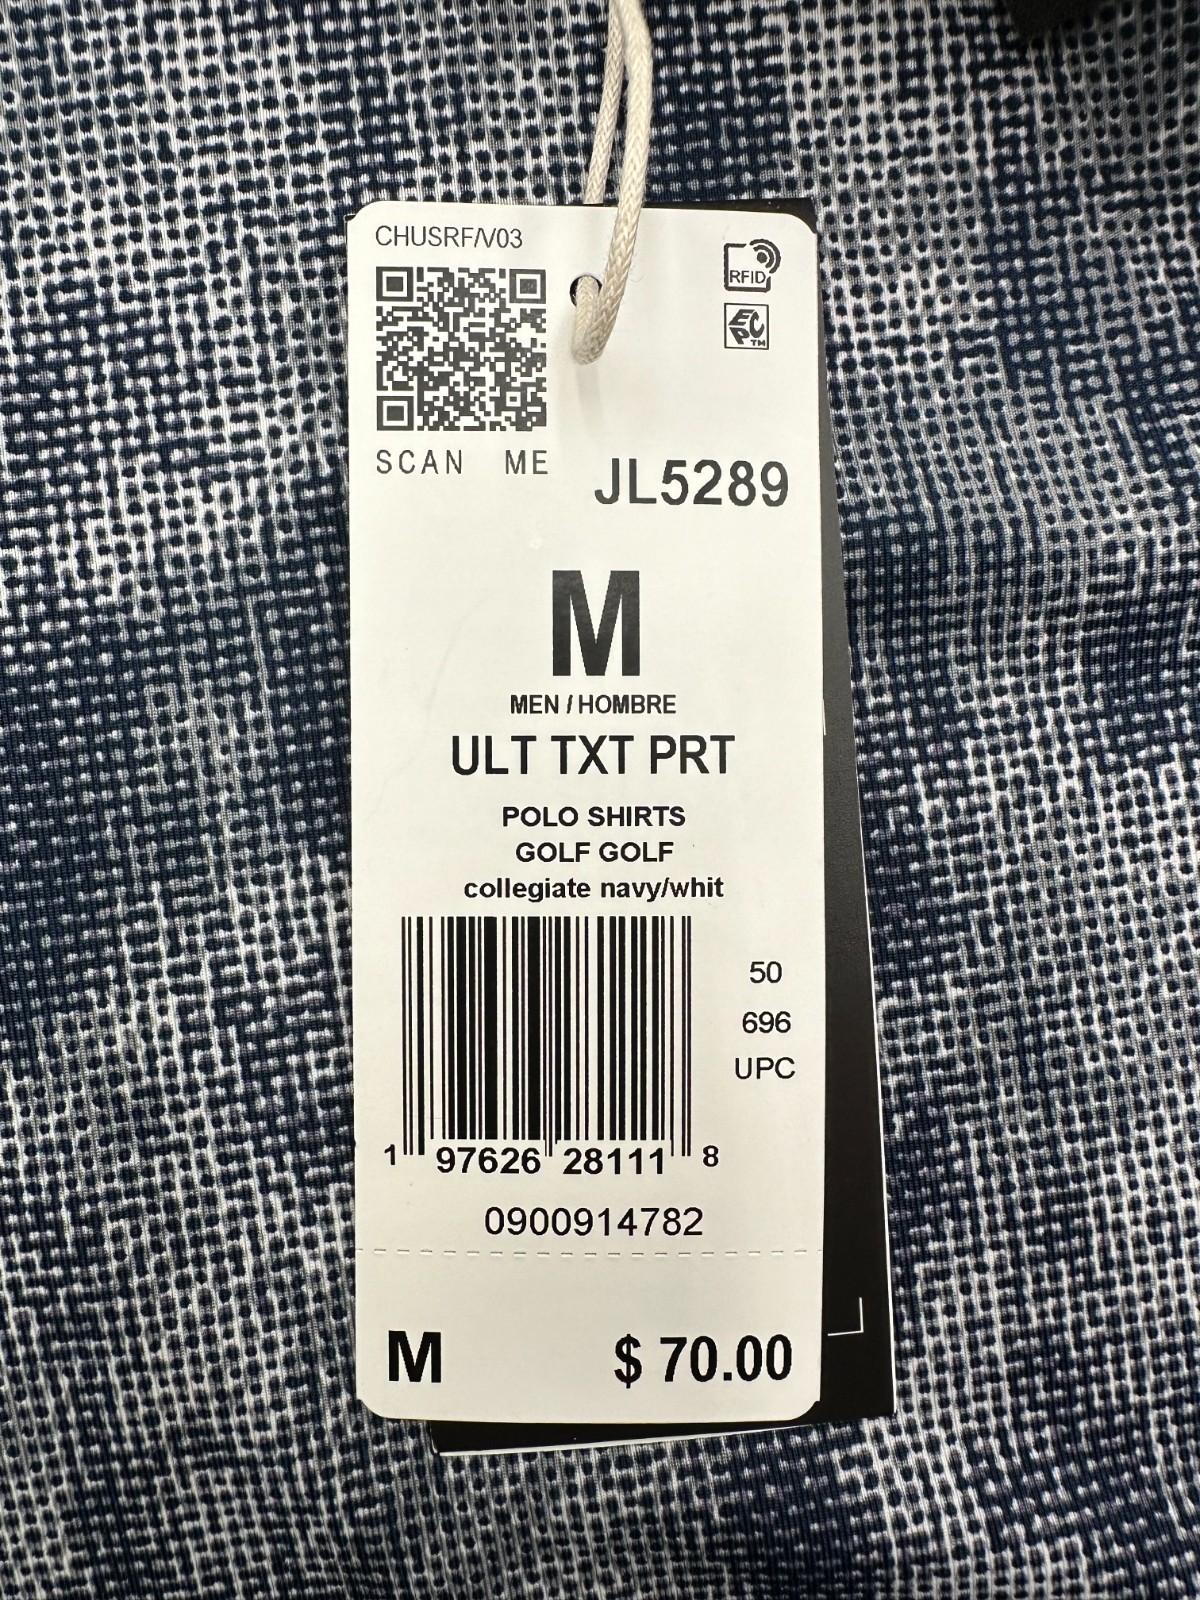 CHUSRF/V03
RFID
EPC™
SCAN ME
JL5289
M
MEN / HOMBRE
ULT TXT PRT
POLO SHIRTS
GOLF GOLF
collegiate navy/whit
50
696
UPC
1 97626 28111 8
0900914782
M $ 70.00